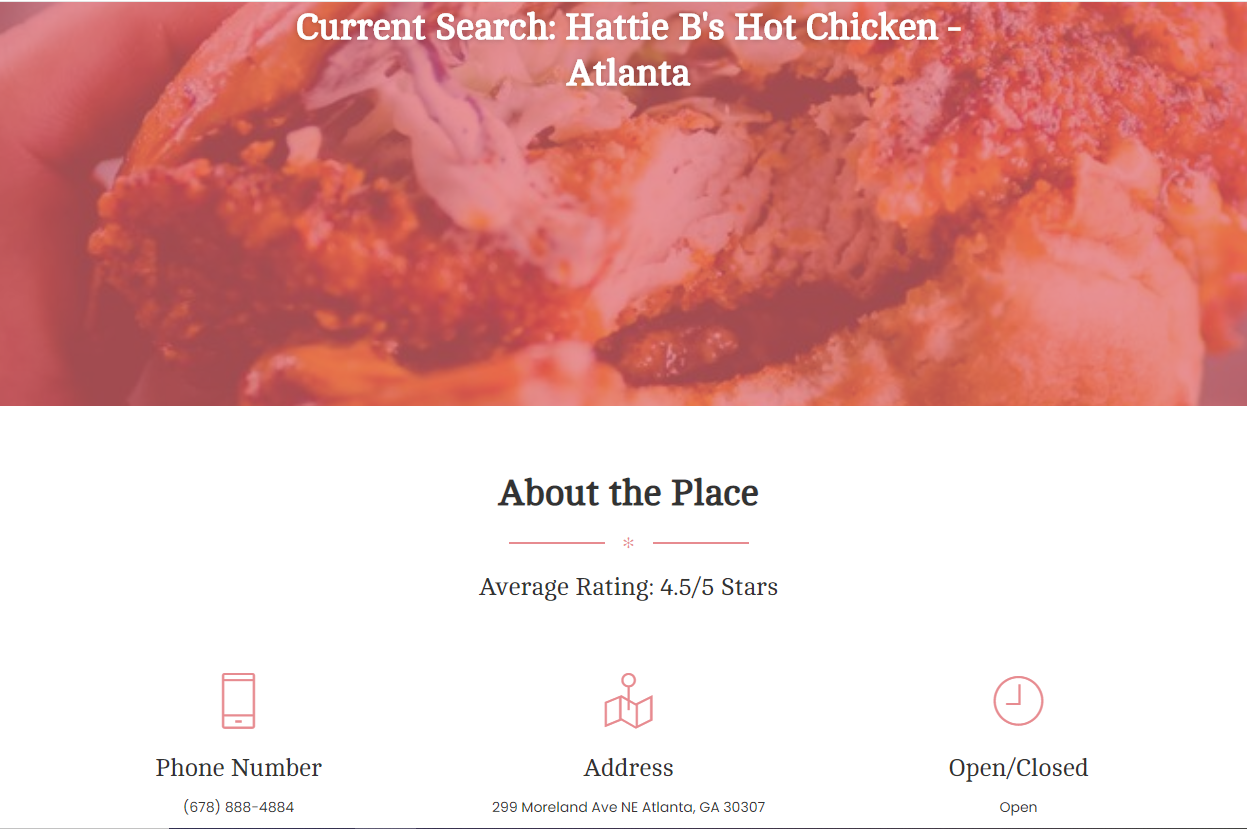 Current Search: Hattie B's Hot Chicken -
Atlanta
About the Place
Average Rating: 4.5/5 Stars
Phone Number
(678) 888-4884
Address
299 Moreland Ave NE Atlanta, GA 30307
Open/Closed
Open